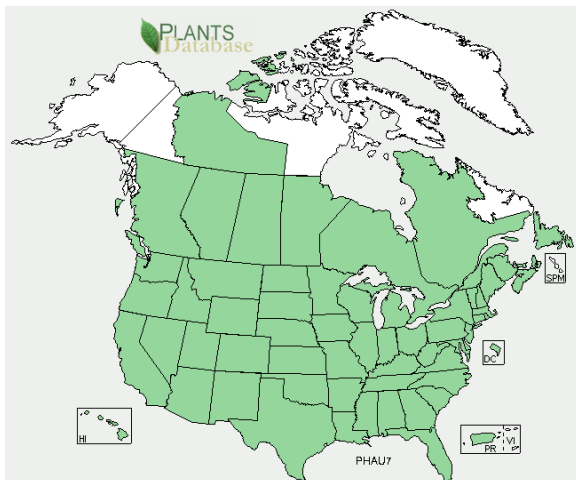 PLANTS
Database
SPM
DC
HI
PR
VI
PHAU7